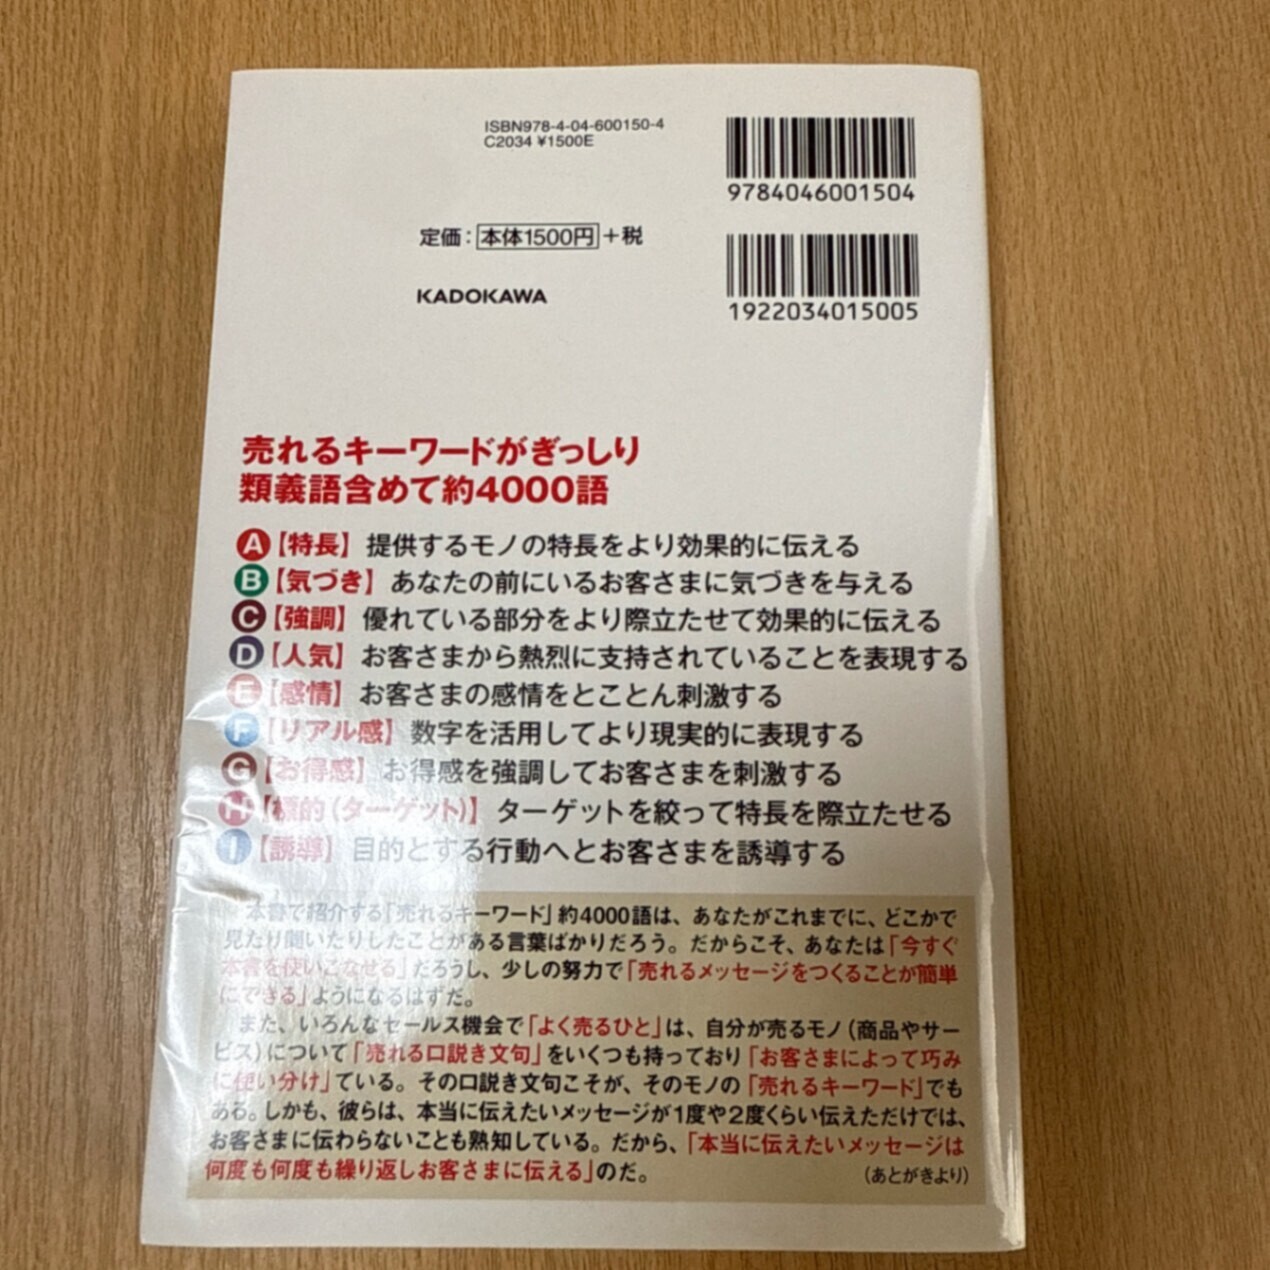 ISBN978-4-04-600150-4
C2034 ¥1500E
9784046001504
定価：本体1500円＋税
1922034015005
KADOKAWA
売れるキーワードがぎっしり
類義語含めて約4000語
A【特長】提供するモノの特長をより効果的に伝える
B【気づき】あなたの前にいるお客さまに気づきを与える
C【強調】優れている部分をより際立たせて効果的に伝える
D【人気】お客さまから熱烈に支持されていることを表現する
E【感情】お客さまの感情をとことん刺激する
F【リアル感】数字を活用してより現実的に表現する
G【お得感】お得感を強調してお客さまを刺激する
H【標的（ターゲット）】ターゲットを絞って特長を際立たせる
I【誘導】目的とする行動へとお客さまを誘導する
本書で紹介する「売れるキーワード」約4000語は、あなたがこれまでに、どこかで
見たり聞いたりしたことがある言葉ばかりだろう。だからこそ、あなたは「今すぐ
本書を使いこなせる」だろうし、少しの努力で「売れるメッセージをつくることが簡単
にできる」ようになるはずだ。
また、いろんなセールス機会で「よく売るひと」は、自分が売るモノ（商品やサー
ビス）について「売れる口説き文句」をいくつも持っており「お客さまによって巧み
に使い分け」ている。その口説き文句こそが、そのモノの「売れるキーワード」でも
ある。しかも、彼らは、本当に伝えたいメッセージが1度や2度くらい伝えただけでは、
お客さまに伝わらないことも熟知している。だから、「本当に伝えたいメッセージは
何度も何度も繰り返しお客さまに伝える」のだ。
（あとがきより）